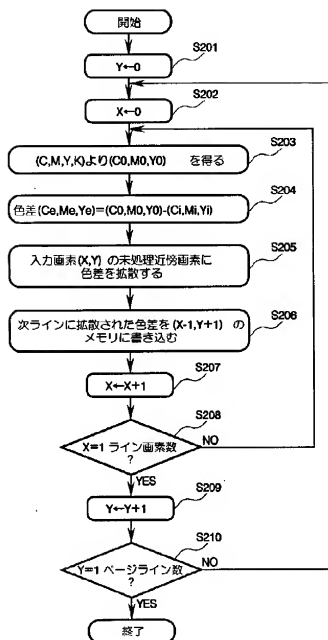 開始
S201
Y←0
S202
X←0
S203
(C,M,Y,K)より(C0,M0,Y0) を得る
S204
色差(Ce,Me,Ye)=(C0,M0,Y0)-(Ci,Mi,Yi)
S205
入力画素(X,Y) の未処理近傍画素に
色差を拡散する
S206
次ラインに拡散された色差を(X-1,Y+1) の
メモリに書き込む
S207
X←X+1
S208
X=1 ライン画素数
?
NO
YES
S209
Y←Y+1
S210
Y=1 ページライン数
?
NO
YES
終了